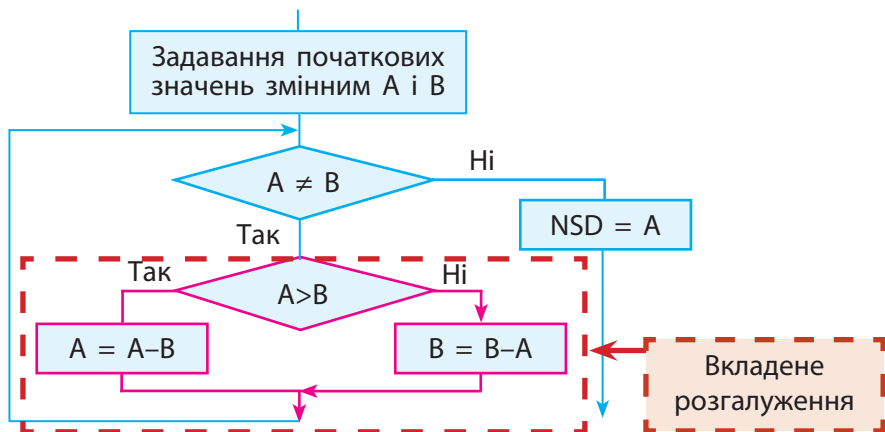 Задавання початкових
значень змінним А і В
А ≠ В
Ні
NSD = A
Так
Так
А>В
Ні
А = А–В
В = В–А
Вкладене
розгалуження